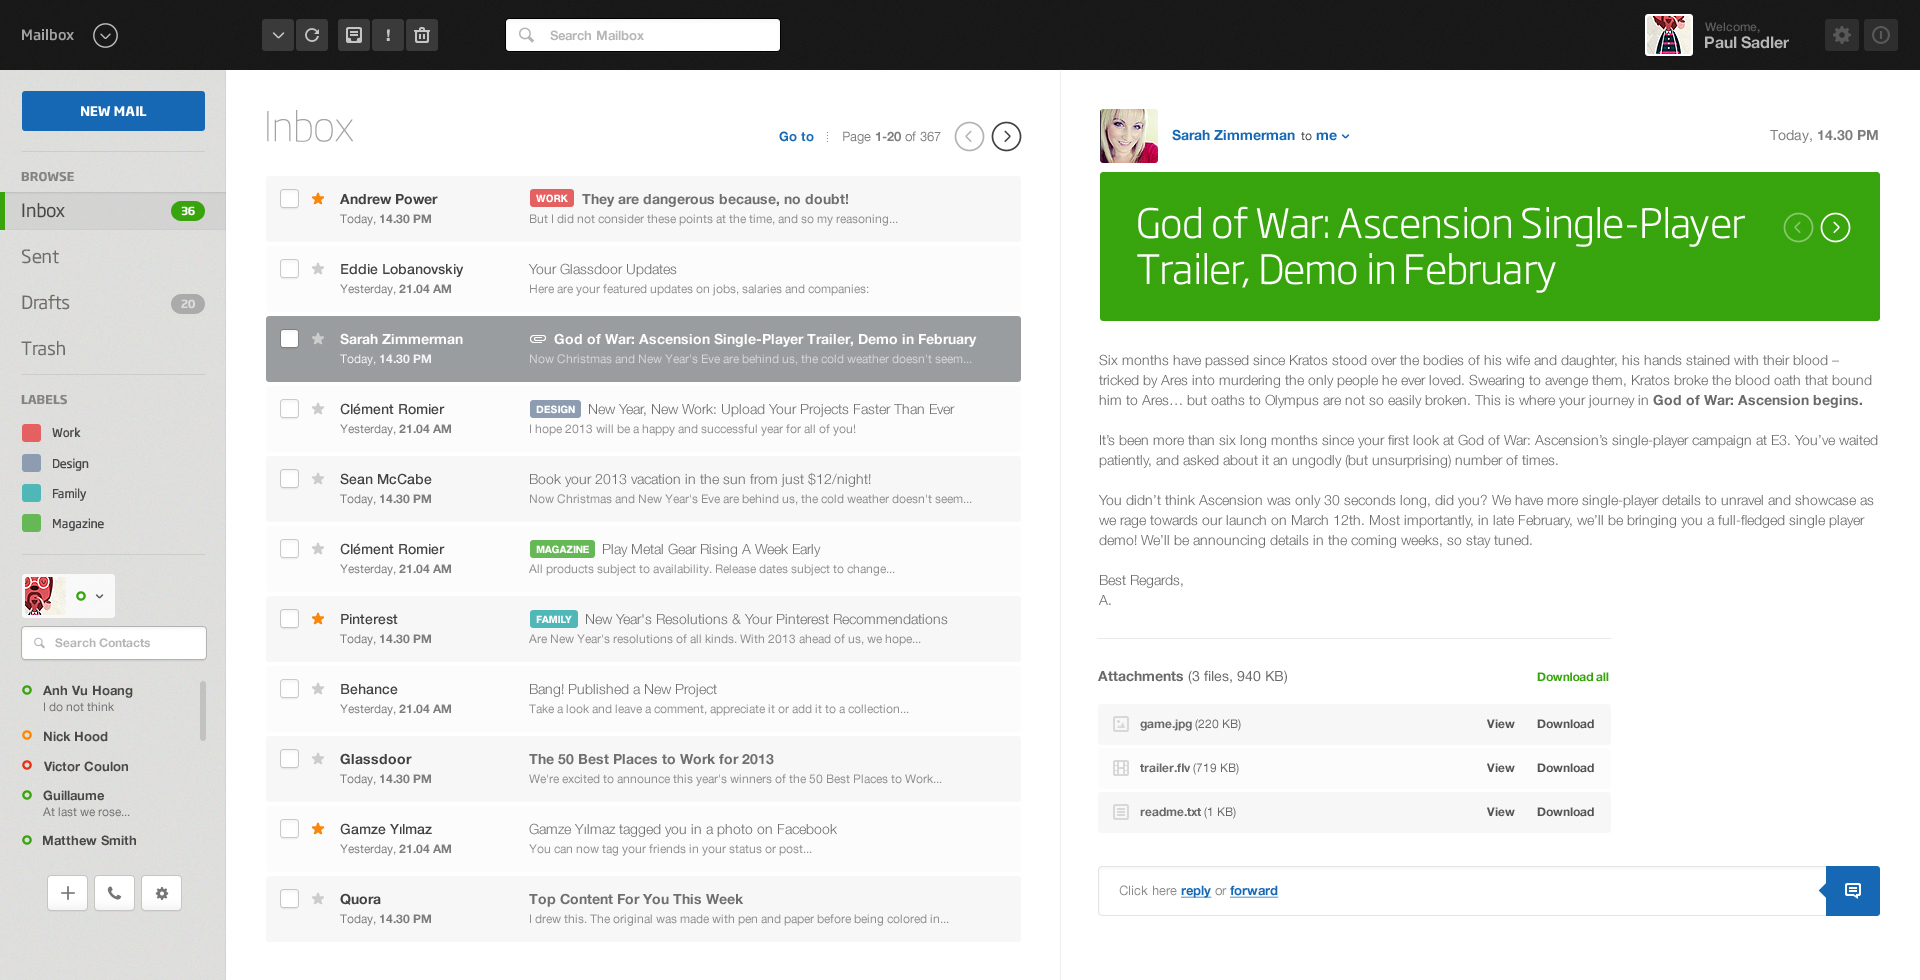 Mailbox
Search Mailbox
Welcome,
Paul Sadler
NEW MAIL
BROWSE
Inbox 36
Sent
Drafts 20
Trash
LABELS
Work
Design
Family
Magazine
Search Contacts
Anh Vu Hoang
I do not think
Nick Hood
Victor Coulon
Guillaume
At last we rose...
Matthew Smith
Inbox
Go to Page 1-20 of 367
Andrew Power WORK They are dangerous because, no doubt!
Today, 14.30 PM But I did not consider these points at the time, and so my reasoning...
Eddie Lobanovskiy Your Glassdoor Updates
Yesterday, 21.04 AM Here are your featured updates on jobs, salaries and companies:
Sarah Zimmerman God of War: Ascension Single-Player Trailer, Demo in February
Today, 14.30 PM Now Christmas and New Year's Eve are behind us, the cold weather doesn't seem...
Clément Romier DESIGN New Year, New Work: Upload Your Projects Faster Than Ever
Yesterday, 21.04 AM I hope 2013 will be a happy and successful year for all of you!
Sean McCabe Book your 2013 vacation in the sun from just $12/night!
Today, 14.30 PM Now Christmas and New Year's Eve are behind us, the cold weather doesn't seem...
Clément Romier MAGAZINE Play Metal Gear Rising A Week Early
Yesterday, 21.04 AM All products subject to availability. Release dates subject to change...
Pinterest FAMILY New Year's Resolutions & Your Pinterest Recommendations
Today, 14.30 PM Are New Year's resolutions of all kinds. With 2013 ahead of us, we hope...
Behance Bang! Published a New Project
Yesterday, 21.04 AM Take a look and leave a comment, appreciate it or add it to a collection...
Glassdoor The 50 Best Places to Work for 2013
Today, 14.30 PM We're excited to announce this year's winners of the 50 Best Places to Work...
Gamze Yılmaz Gamze Yılmaz tagged you in a photo on Facebook
Yesterday, 21.04 AM You can now tag your friends in your status or post...
Quora Top Content For You This Week
Today, 14.30 PM I drew this. The original was made with pen and paper before being colored in...
Sarah Zimmerman to me Today, 14.30 PM
God of War: Ascension Single-Player
Trailer, Demo in February
Six months have passed since Kratos stood over the bodies of his wife and daughter, his hands stained with their blood –
tricked by Ares into murdering the only people he ever loved. Swearing to avenge them, Kratos broke the blood oath that bound
him to Ares… but oaths to Olympus are not so easily broken. This is where your journey in God of War: Ascension begins.
It’s been more than six long months since your first look at God of War: Ascension’s single-player campaign at E3. You’ve waited
patiently, and asked about it an ungodly (but unsurprising) number of times.
You didn’t think Ascension was only 30 seconds long, did you? We have more single-player details to unravel and showcase as
we rage towards our launch on March 12th. Most importantly, in late February, we’ll be bringing you a full-fledged single player
demo! We’ll be announcing details in the coming weeks, so stay tuned.
Best Regards,
A.
Attachments (3 files, 940 KB) Download all
game.jpg (220 KB) View Download
trailer.flv (719 KB) View Download
readme.txt (1 KB) View Download
Click here reply or forward